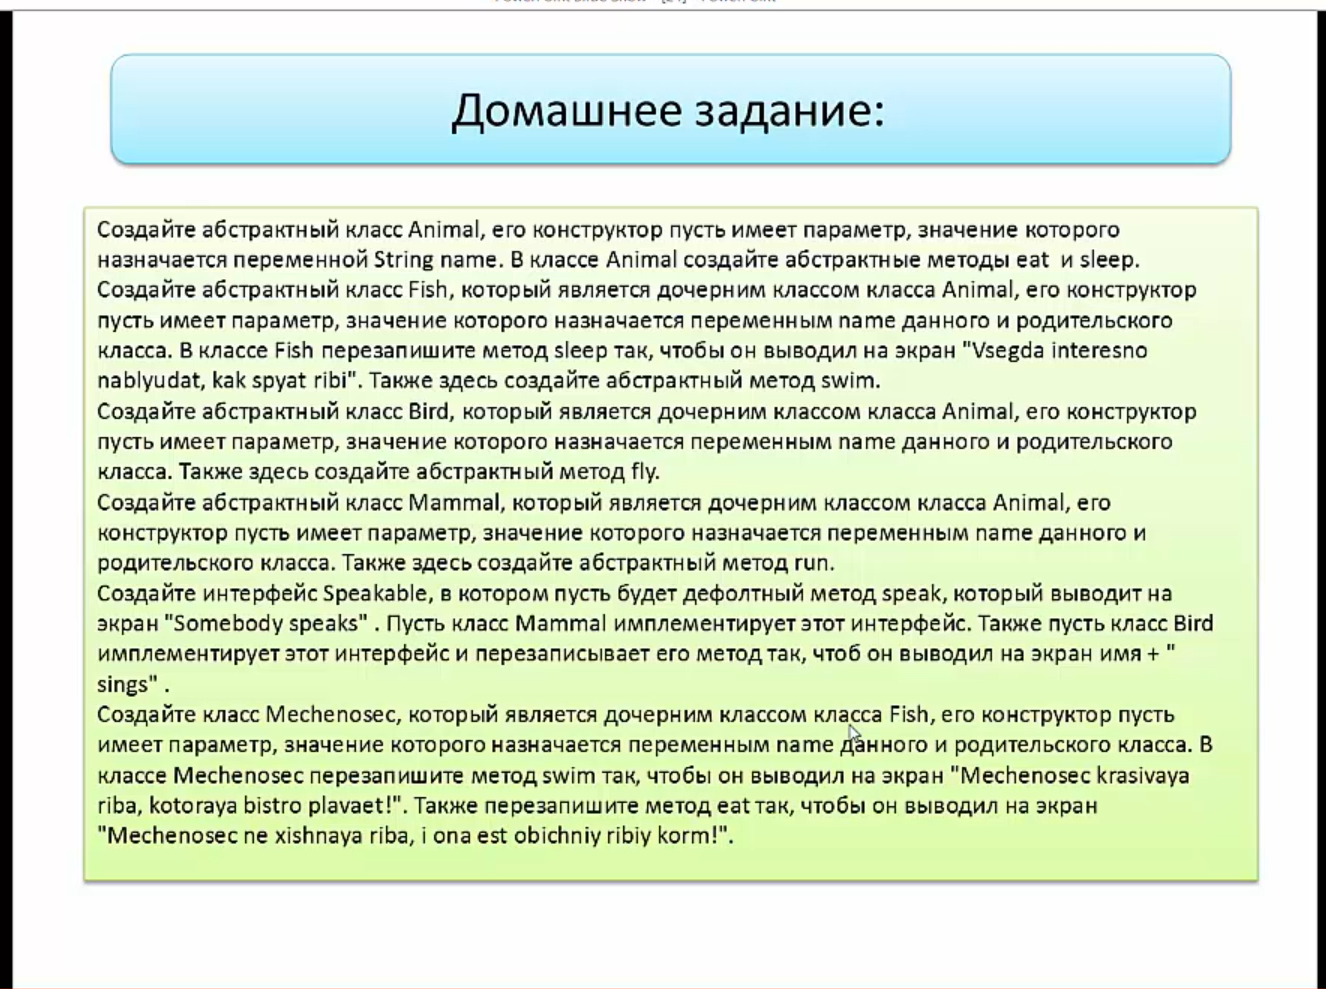 Домашнее задание:
Создайте абстрактный класс Animal, его конструктор пусть имеет параметр, значение которого
назначается переменной String name. В классе Animal создайте абстрактные методы eat и sleep.
Создайте абстрактный класс Fish, который является дочерним классом класса Animal, его конструктор
пусть имеет параметр, значение которого назначается переменным name данного и родительского
класса. В классе Fish перезапишите метод sleep так, чтобы он выводил на экран "Vsegda interesno
nablyudat, kak spyat ribi". Также здесь создайте абстрактный метод swim.
Создайте абстрактный класс Bird, который является дочерним классом класса Animal, его конструктор
пусть имеет параметр, значение которого назначается переменным name данного и родительского
класса. Также здесь создайте абстрактный метод fly.
Создайте абстрактный класс Mammal, который является дочерним классом класса Animal, его
конструктор пусть имеет параметр, значение которого назначается переменным name данного и
родительского класса. Также здесь создайте абстрактный метод run.
Создайте интерфейс Speakable, в котором пусть будет дефолтный метод speak, который выводит на
экран "Somebody speaks" . Пусть класс Mammal имплементирует этот интерфейс. Также пусть класс Bird
имплементирует этот интерфейс и перезаписывает его метод так, чтоб он выводил на экран имя + "
sings" .
Создайте класс Mechenosec, который является дочерним классом класса Fish, его конструктор пусть
имеет параметр, значение которого назначается переменным name данного и родительского класса. В
классе Mechenosec перезапишите метод swim так, чтобы он выводил на экран "Mechenosec krasivaya
riba, kotoraya bistro plavaet!". Также перезапишите метод eat так, чтобы он выводил на экран
"Mechenosec ne xishnaya riba, i ona est obichniy ribiy korm!".